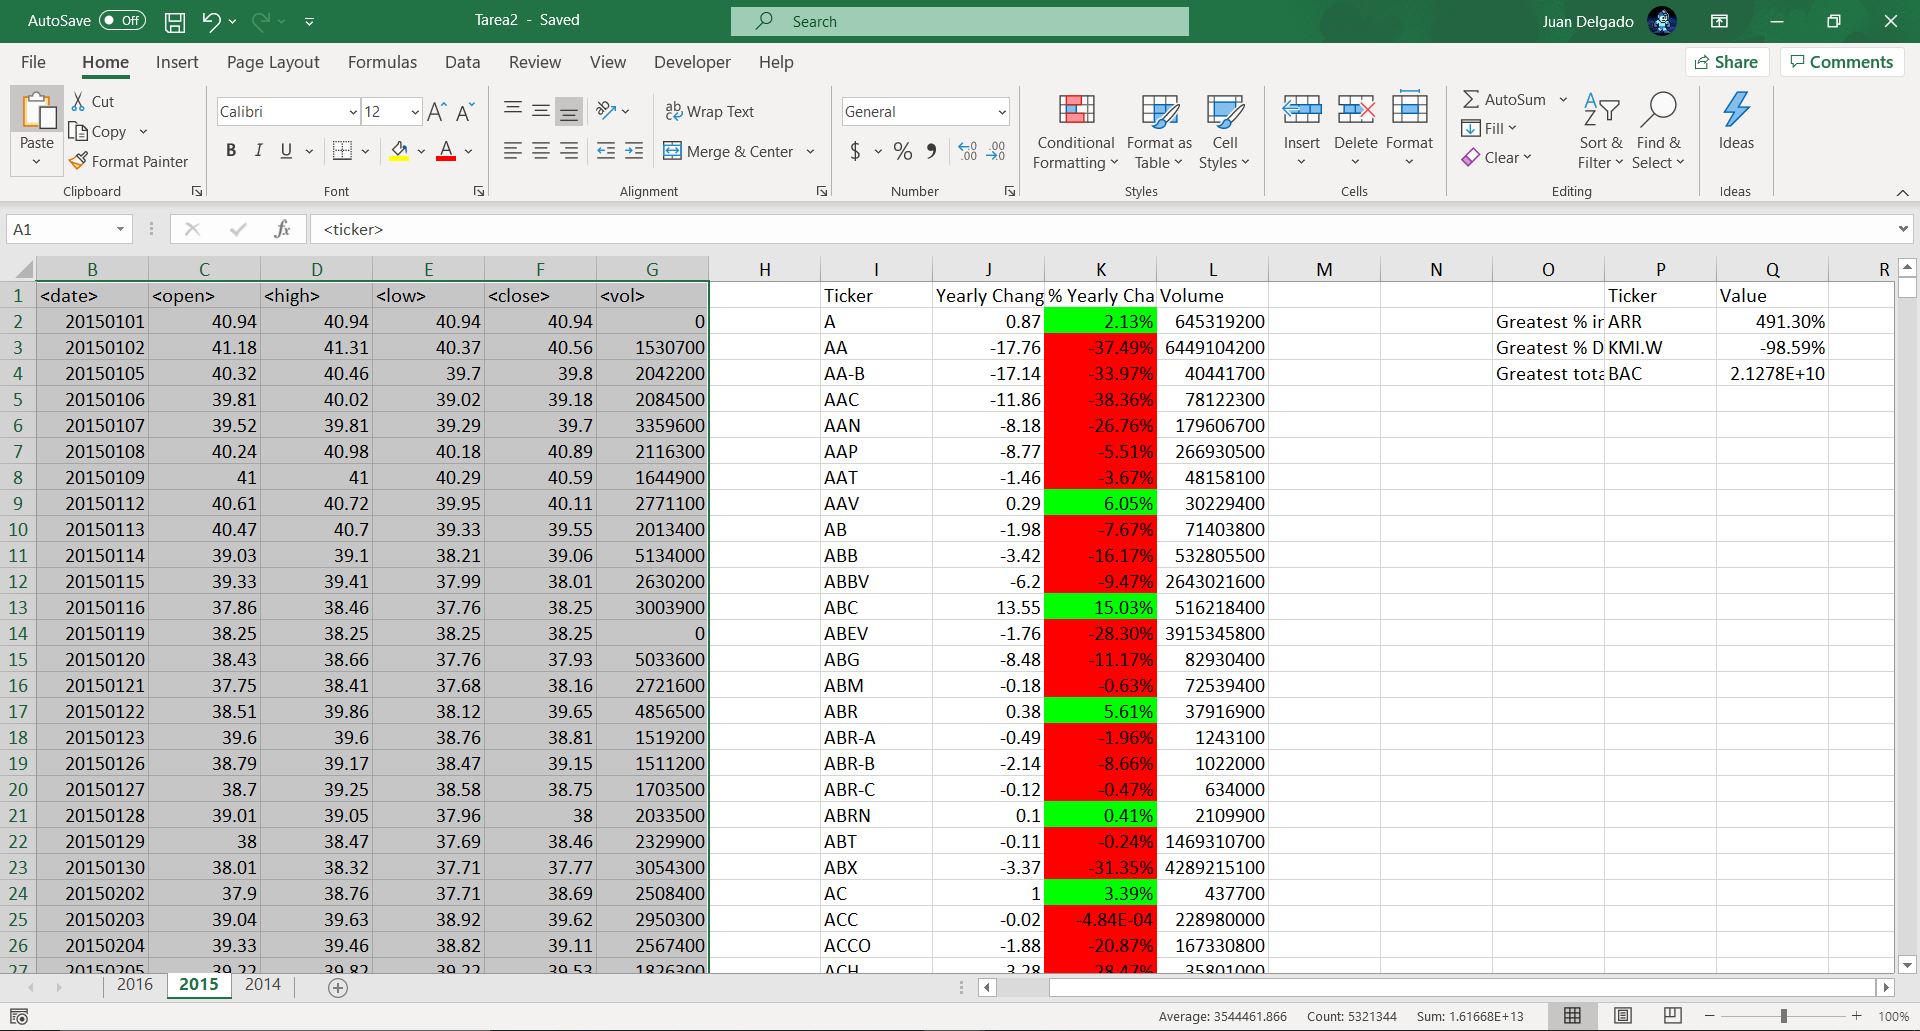 AutoSave Off Tarea2 - Saved Search Juan Delgado
File Home Insert Page Layout Formulas Data Review View Developer Help Share Comments
Paste Cut Copy Format Painter Clipboard
Calibri 12 A A B I U A Font
ab Wrap Text Merge & Center Alignment
General $ % 9 .00 Number
Conditional Formatting Format as Table Cell Styles Styles
Insert Delete Format Cells
AutoSum Fill Clear Sort & Filter Find & Select Editing
Ideas Ideas
A1 fx <ticker>
B C D E F G H I J K L M N O P Q R
1 <date> <open> <high> <low> <close> <vol> Ticker Yearly Chang % Yearly Cha Volume Ticker Value
2 20150101 40.94 40.94 40.94 40.94 0 A 0.87 2.13% 645319200 Greatest % in ARR 491.30%
3 20150102 41.18 41.31 40.37 40.56 1530700 AA -17.76 -37.49% 6449104200 Greatest % D KMI.W -98.59%
4 20150105 40.32 40.46 39.7 39.8 2042200 AA-B -17.14 -33.97% 40441700 Greatest tota BAC 2.1278E+10
5 20150106 39.81 40.02 39.02 39.18 2084500 AAC -11.86 -38.36% 78122300
6 20150107 39.52 39.81 39.29 39.7 3359600 AAN -8.18 -26.76% 179606700
7 20150108 40.24 40.98 40.18 40.89 2116300 AAP -8.77 -5.51% 266930500
8 20150109 41 41 40.29 40.59 1644900 AAT -1.46 -3.67% 48158100
9 20150112 40.61 40.72 39.95 40.11 2771100 AAV 0.29 6.05% 30229400
10 20150113 40.47 40.7 39.33 39.55 2013400 AB -1.98 -7.67% 71403800
11 20150114 39.03 39.1 38.21 39.06 5134000 ABB -3.42 -16.17% 532805500
12 20150115 39.33 39.41 37.99 38.01 2630200 ABBV -6.2 -9.47% 2643021600
13 20150116 37.86 38.46 37.76 38.25 3003900 ABC 13.55 15.03% 516218400
14 20150119 38.25 38.25 38.25 38.25 0 ABEV -1.76 -28.30% 3915345800
15 20150120 38.43 38.66 37.76 37.93 5033600 ABG -8.48 -11.17% 82930400
16 20150121 37.75 38.41 37.68 38.16 2721600 ABM -0.18 -0.63% 72539400
17 20150122 38.51 39.86 38.12 39.65 4856500 ABR 0.38 5.61% 37916900
18 20150123 39.6 39.6 38.76 38.81 1519200 ABR-A -0.49 -1.96% 1243100
19 20150126 38.79 39.17 38.47 39.15 1511200 ABR-B -2.14 -8.66% 1022000
20 20150127 38.7 39.25 38.58 38.75 1703500 ABR-C -0.12 -0.47% 634000
21 20150128 39.01 39.05 37.96 38 2033500 ABRN 0.1 0.41% 2109900
22 20150129 38 38.47 37.69 38.46 2329900 ABT -0.11 -0.24% 1469310700
23 20150130 38.01 38.32 37.71 37.77 3054300 ABX -3.37 -31.35% 4289215100
24 20150202 37.9 38.76 37.71 38.69 2508400 AC 1 3.39% 437700
25 20150203 39.04 39.63 38.92 39.62 2950300 ACC -0.02 -4.84E-04 228980000
26 20150204 39.33 39.46 38.82 39.11 2567400 ACCO -1.88 -20.87% 167330800
27 20150205 39.22 39.82 39.22 39.53 1826300 ACH -3.28 -28.47% 35801000
2016 2015 2014
Average: 3544461.866 Count: 5321344 Sum: 1.61668E+13 100%